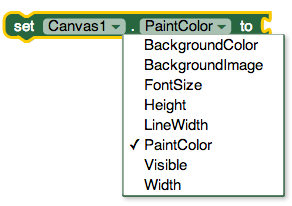 set Canvas1 . PaintColor to
BackgroundColor
BackgroundImage
FontSize
Height
LineWidth
✓ PaintColor
Visible
Width